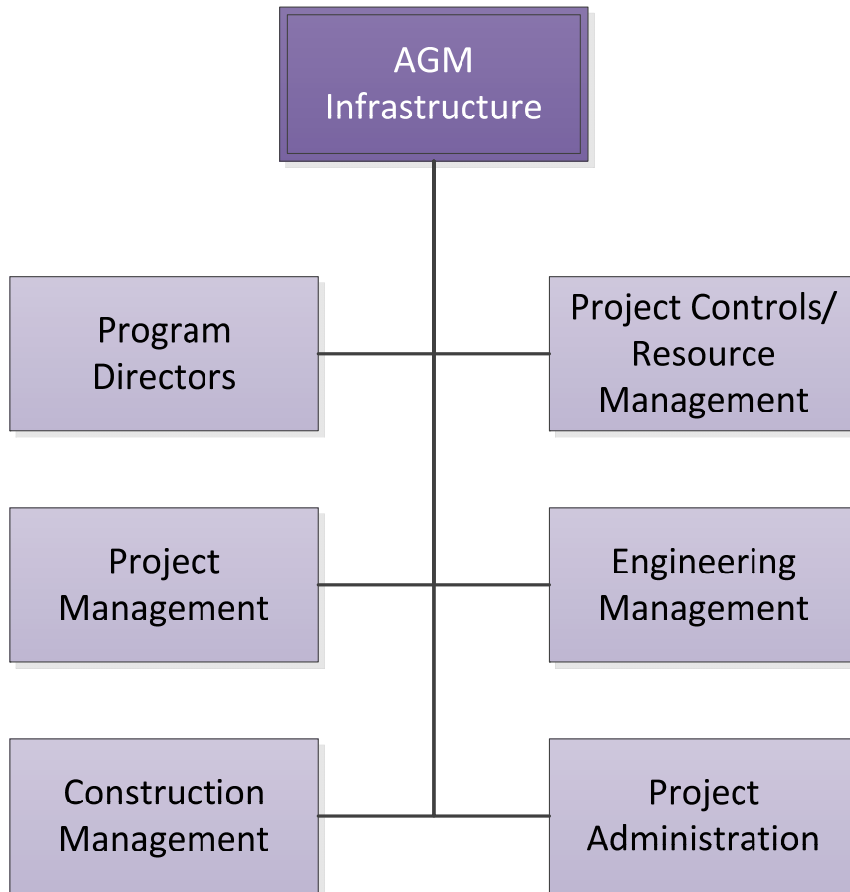 AGM
Infrastructure
Program
Directors
Project Controls/
Resource
Management
Project
Management
Engineering
Management
Construction
Management
Project
Administration